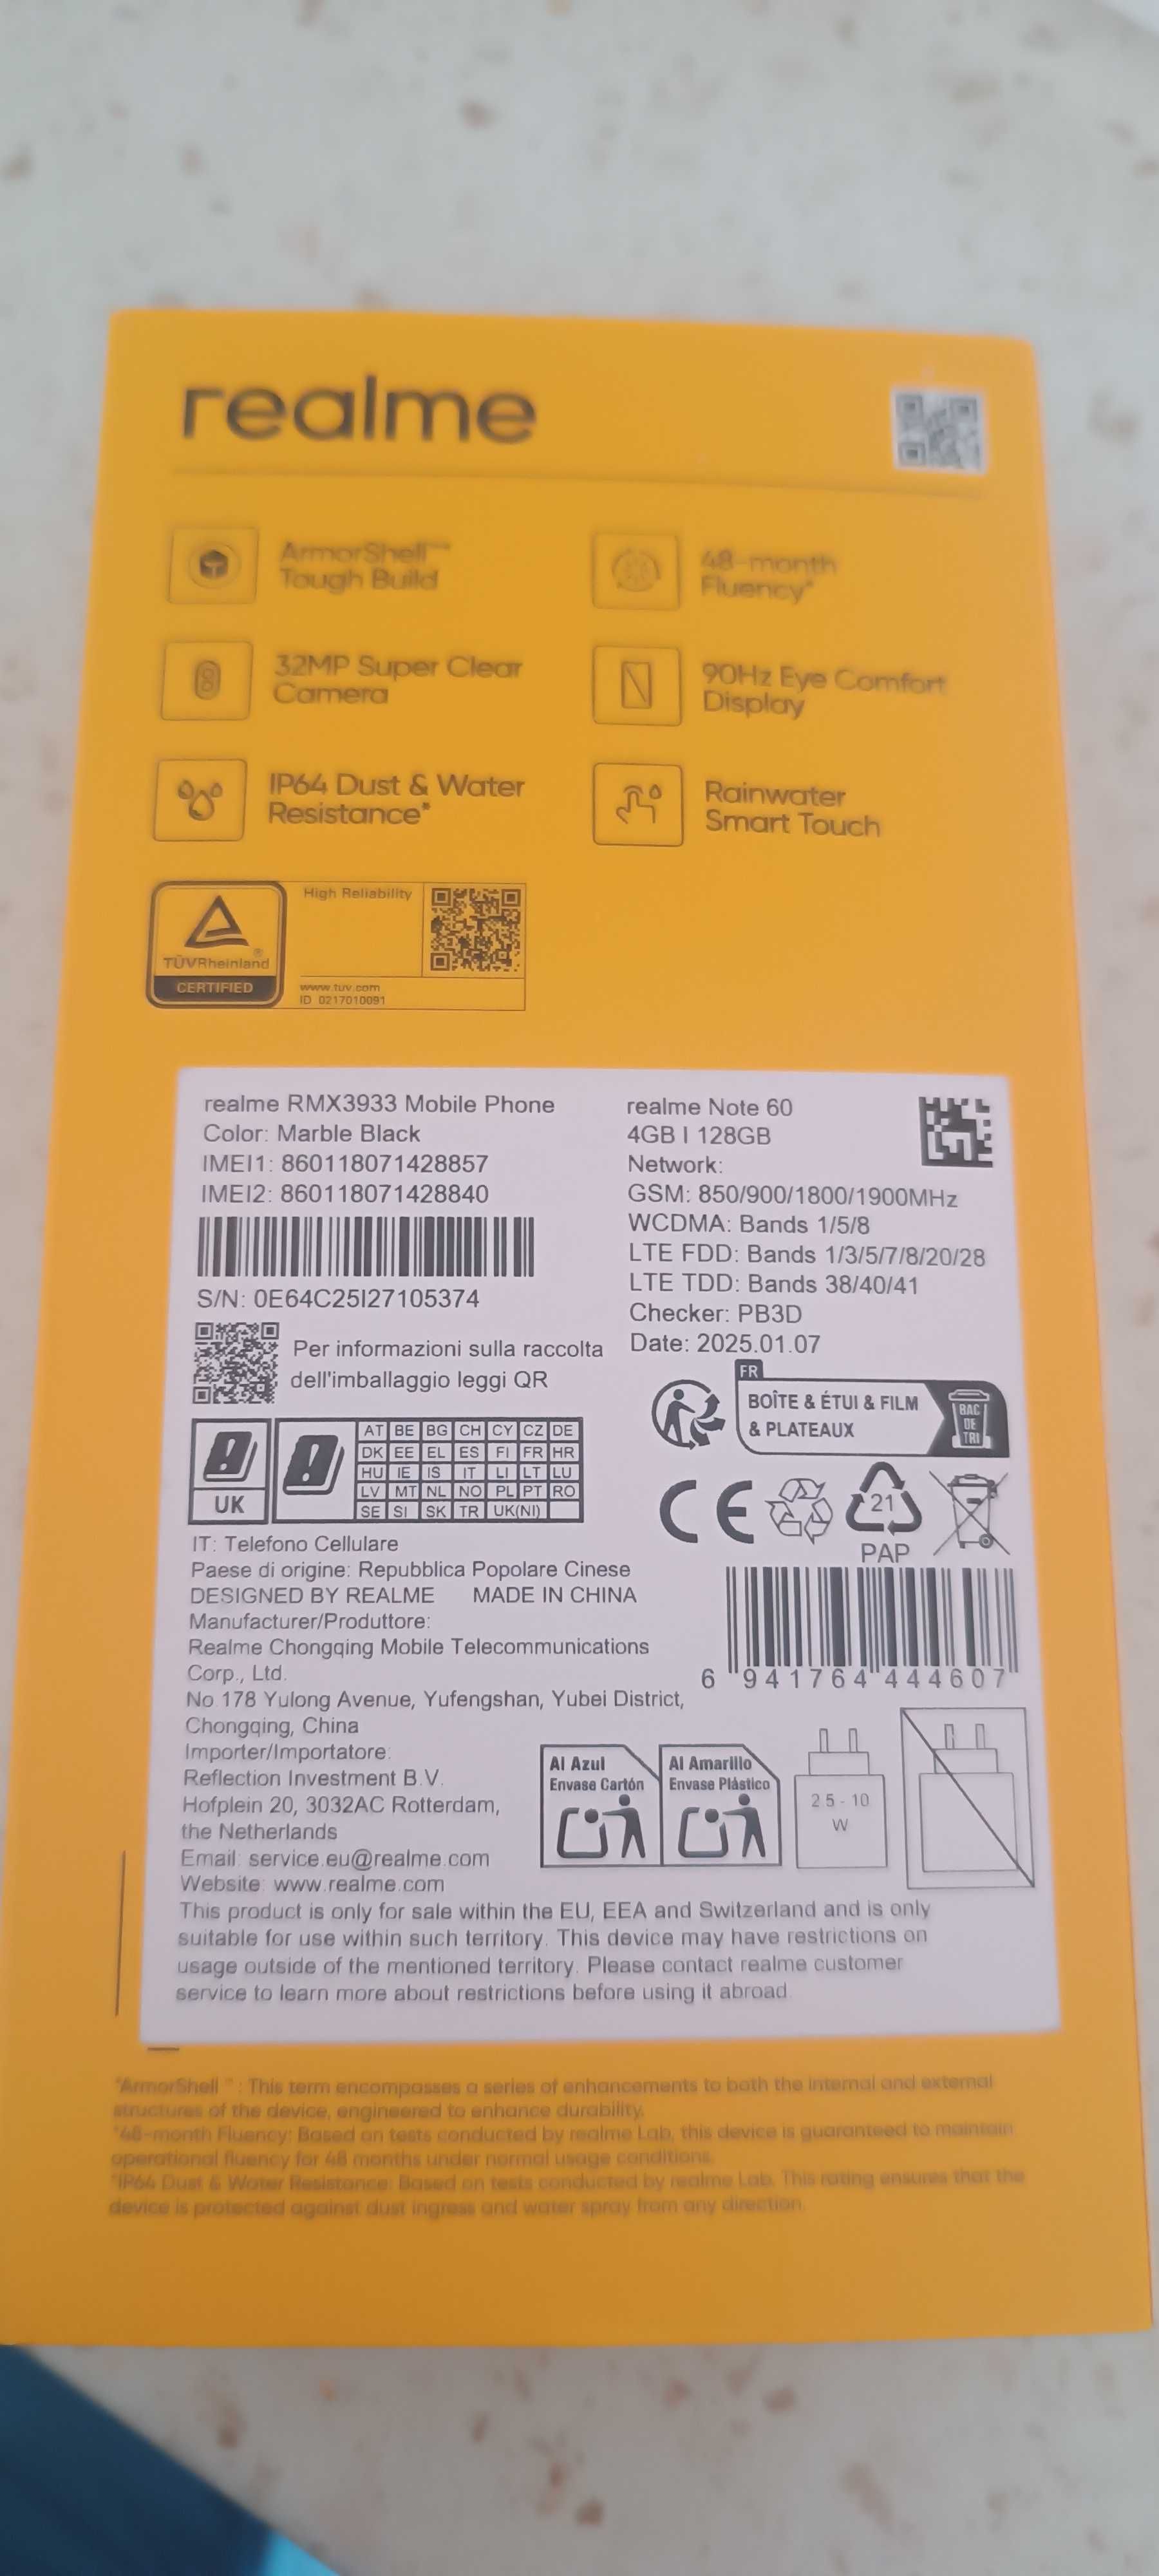 realme
ArmorShell™
Tough Build
48-month
Fluency*
32MP Super Clear
Camera
90Hz Eye Comfort
Display
IP64 Dust & Water
Resistance*
Rainwater
Smart Touch
TÜVRheinland®
CERTIFIED
High Reliability
www.tuv.com
ID 0217010091
realme RMX3933 Mobile Phone
Color: Marble Black
IMEI1: 860118071428857
IMEI2: 860118071428840
S/N: 0E64C25I27105374
Per informazioni sulla raccolta
dell'imballaggio leggi QR
realme Note 60
4GB | 128GB
Network:
GSM: 850/900/1800/1900MHz
WCDMA: Bands 1/5/8
LTE FDD: Bands 1/3/5/7/8/20/28
LTE TDD: Bands 38/40/41
Checker: PB3D
Date: 2025.01.07
FR
BOÎTE & ÉTUI & FILM
& PLATEAUX
BAC
DE
TRI
UK
AT BE BG CH CY CZ DE
DK EE EL ES FI FR HR
HU IE IS IT LI LT LU
LV MT NL NO PL PT RO
SE SI SK TR UK(NI)
CE
21
PAP
IT: Telefono Cellulare
Paese di origine: Repubblica Popolare Cinese
DESIGNED BY REALME MADE IN CHINA
Manufacturer/Produttore:
Realme Chongqing Mobile Telecommunications
Corp., Ltd.
No.178 Yulong Avenue, Yufengshan, Yubei District,
Chongqing, China
Importer/Importatore:
Reflection Investment B.V.
Hofplein 20, 3032AC Rotterdam,
the Netherlands
Email: service.eu@realme.com
Website: www.realme.com
6 941764 444607
Al Azul
Envase Cartón
Al Amarillo
Envase Plástico
2.5 - 10
W
This product is only for sale within the EU, EEA and Switzerland and is only
suitable for use within such territory. This device may have restrictions on
usage outside of the mentioned territory. Please contact realme customer
service to learn more about restrictions before using it abroad.
*ArmorShell™: This term encompasses a series of enhancements to both the internal and external
structures of the device, engineered to enhance durability.
*48-month Fluency: Based on tests conducted by realme Lab, this device is guaranteed to maintain
operational fluency for 48 months under normal usage conditions.
*IP64 Dust & Water Resistance: Based on tests conducted by realme Lab. This rating ensures that the
device is protected against dust ingress and water spray from any direction.